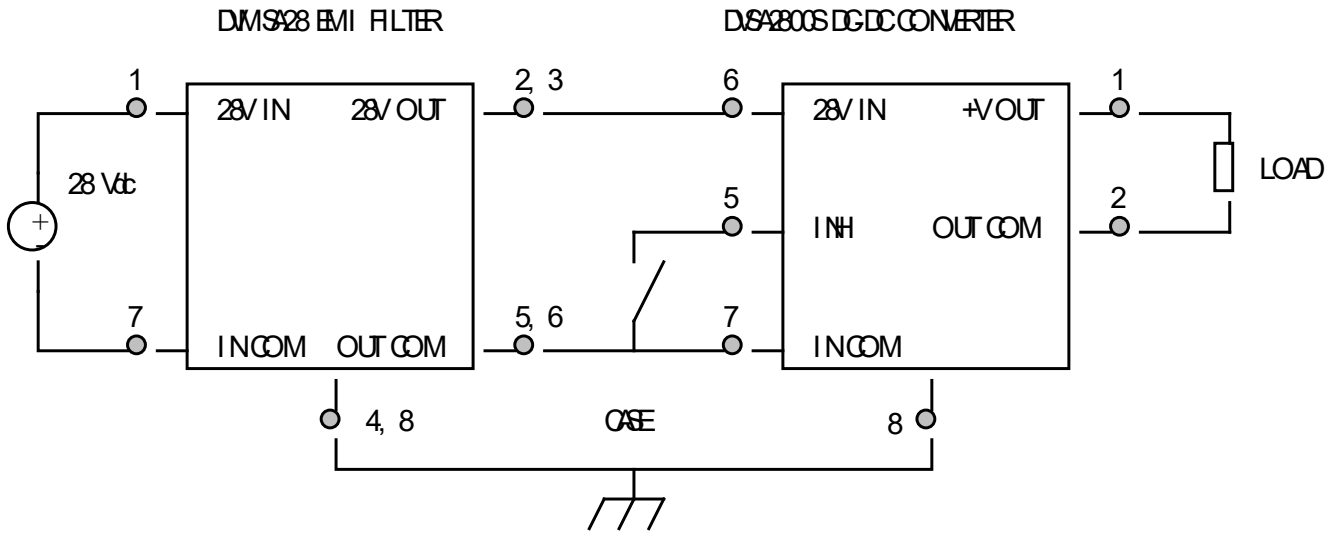 DVMSA28 EMI FILTER
DVSA2800S DC-DC CONVERTER
1
2, 3
6
1
28V IN
28V OUT
28V IN
+V OUT
28 Vdc
LOAD
+
-
5
2
INH
OUT COM
7
5, 6
7
IN COM
OUT COM
IN COM
4, 8
CASE
8